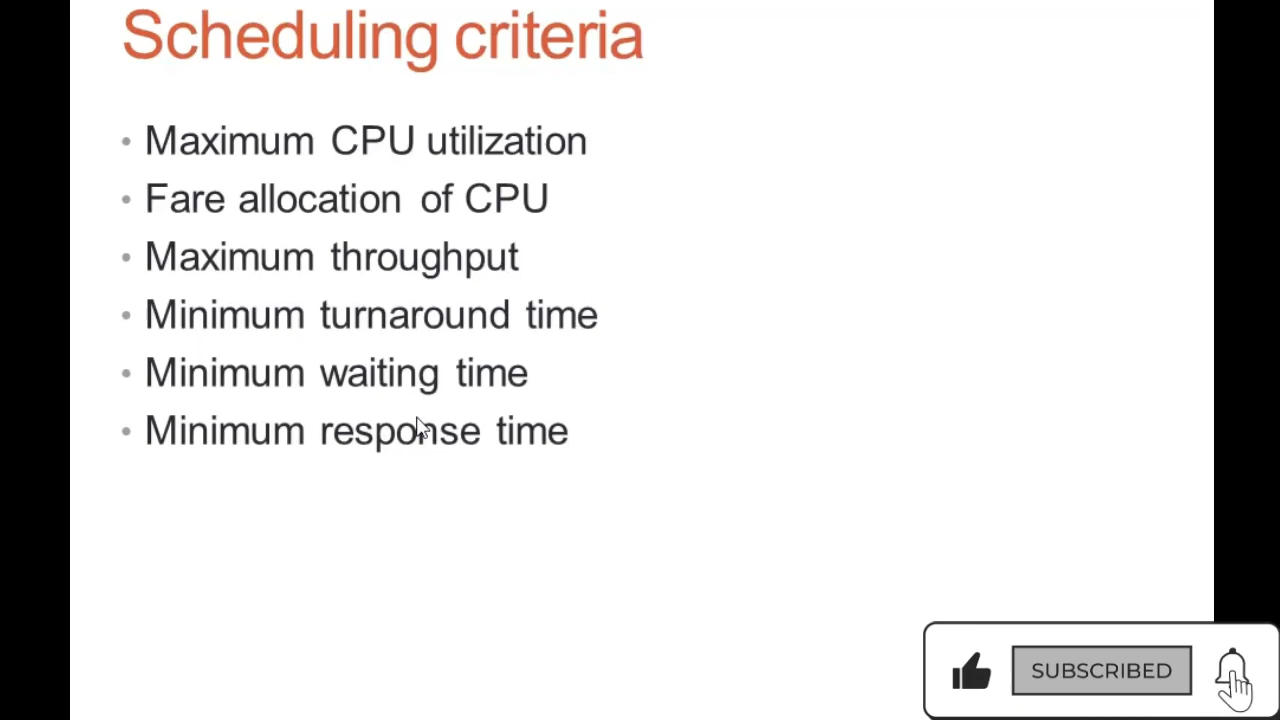 Scheduling criteria
• Maximum CPU utilization
• Fare allocation of CPU
• Maximum throughput
• Minimum turnaround time
• Minimum waiting time
• Minimum response time
SUBSCRIBED